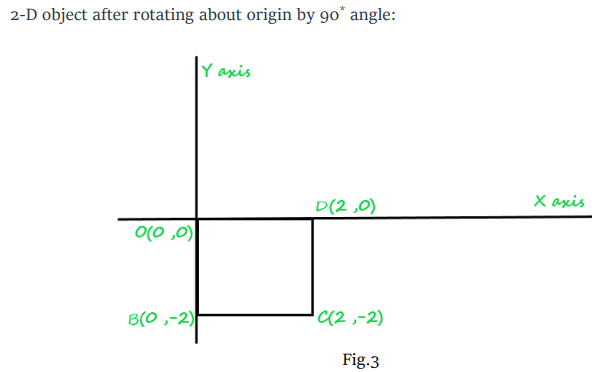 2-D object after rotating about origin by 90° angle:
Y axis
D(2 ,0)
X axis
O(0 ,0)
B(0 ,-2)
C(2 ,-2)
Fig.3